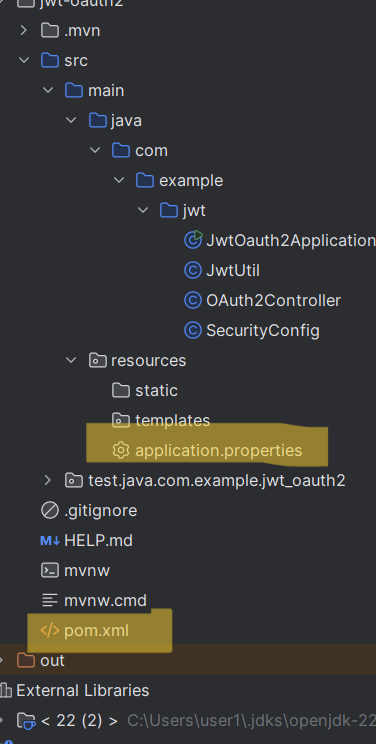 jwt-oauth2
.mvn
src
main
java
com
example
jwt
JwtOauth2Application
JwtUtil
OAuth2Controller
SecurityConfig
resources
static
templates
application.properties
test.java.com.example.jwt_oauth2
.gitignore
M↓ HELP.md
mvnw
mvnw.cmd
</> pom.xml
out
External Libraries
< 22 (2) > C:\Users\user1\.jdks\openjdk-22